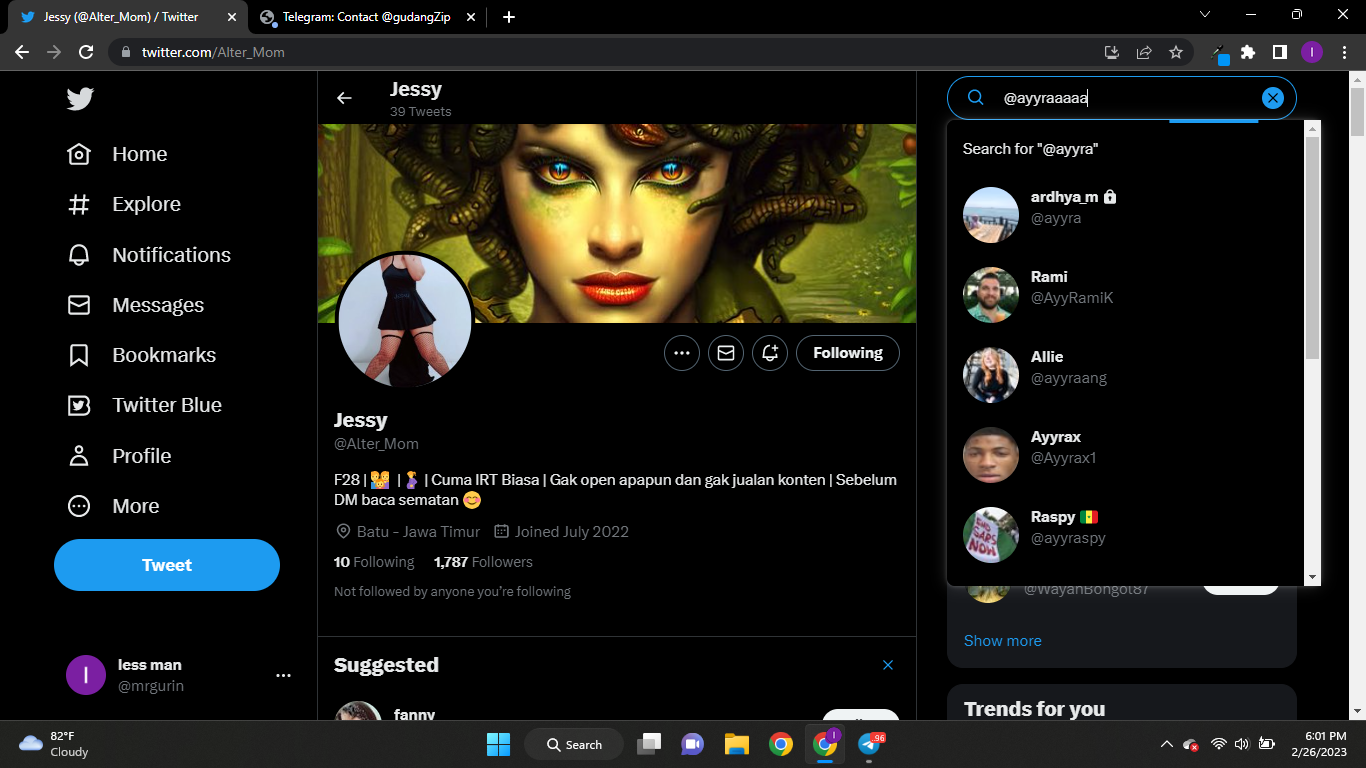 Jessy (@Alter_Mom) / Twitter
Telegram: Contact @gudangZip
twitter.com/Alter_Mom
I
Home
Explore
Notifications
Messages
Bookmarks
Twitter Blue
Profile
More
Tweet
I
less man
@mrgurin
Jessy
39 Tweets
Following
Jessy
@Alter_Mom
F28 | | | Cuma IRT Biasa | Gak open apapun dan gak jualan konten | Sebelum
DM baca sematan 😊
Batu - Jawa Timur Joined July 2022
10 Following 1,787 Followers
Not followed by anyone you're following
Suggested
fanny
@ayyraaaaa
Search for "@ayyra"
ardhya_m
@ayyra
Rami
@AyyRamiK
Allie
@ayyraang
Ayyrax
@Ayyrax1
END
SARS
NOW
Raspy 🇸🇳
@ayyraspy
@WayanBongot87
Show more
Trends for you
82°F
Cloudy
Search
I
96
6:01 PM
2/26/2023